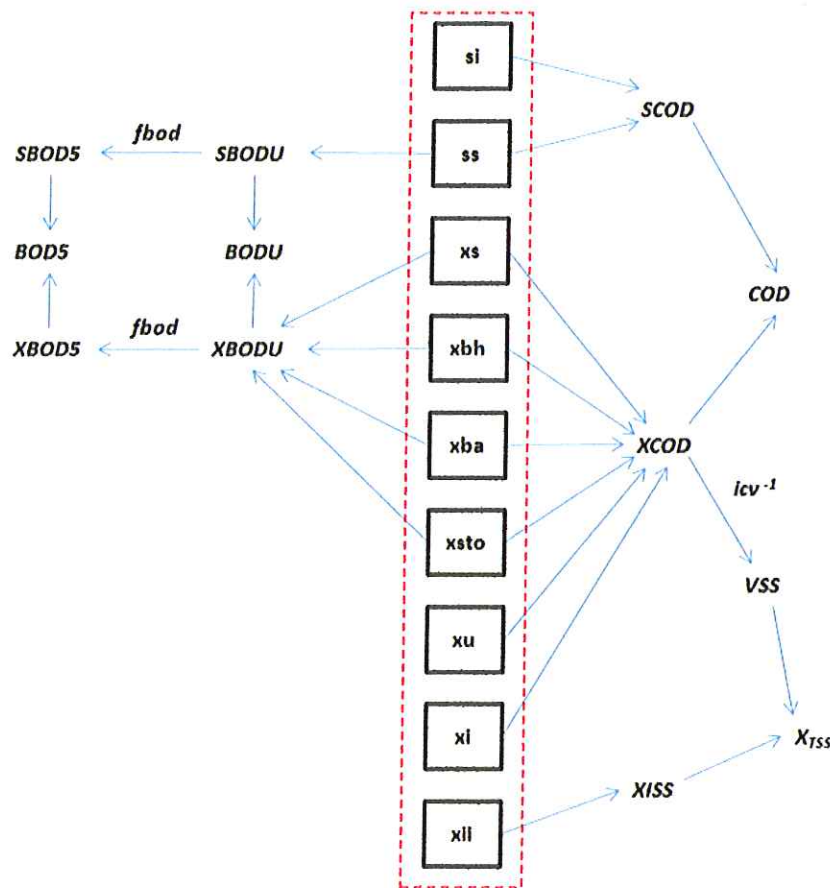 si
SCOD
fbod
SBOD5
SBODU
ss
BOD5
BODU
xs
COD
fbod
XBOD5
XBODU
xbh
xba
XCOD
icv -1
xsto
VSS
xu
xi
XTSS
XISS
xii